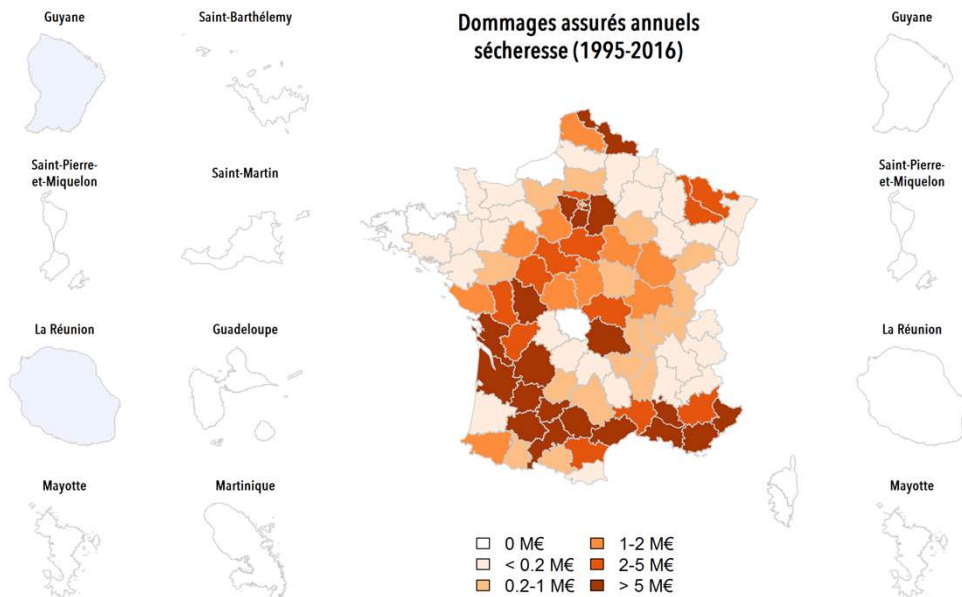 Guyane
Saint-Barthélemy
Dommages assurés annuels
sécheresse (1995-2016)
Guyane
Saint-Pierre-
et-Miquelon
Saint-Martin
Saint-Pierre-
et-Miquelon
La Réunion
Guadeloupe
La Réunion
Mayotte
Martinique
Mayotte
0 M€
1-2 M€
< 0.2 M€
2-5 M€
0.2-1 M€
> 5 M€